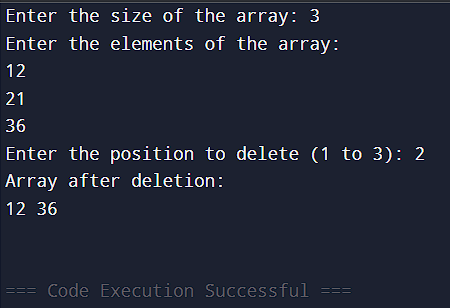 Enter the size of the array: 3
Enter the elements of the array:
12
21
36
Enter the position to delete (1 to 3): 2
Array after deletion:
12 36
=== Code Execution Successful ===